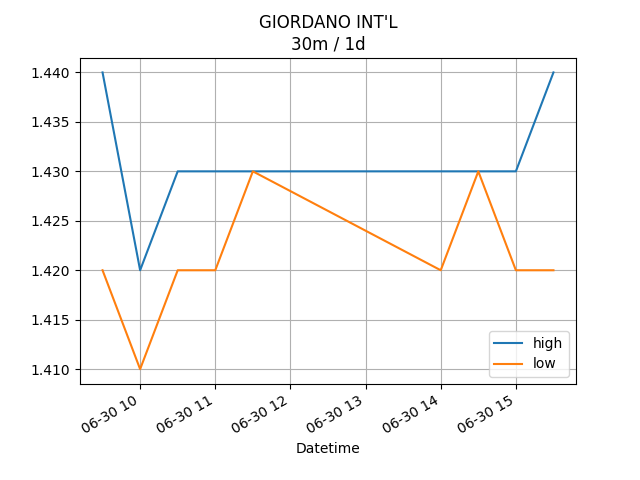 GIORDANO INT'L
30m / 1d
1.440
1.435
1.430
1.425
1.420
1.415
1.410
high
low
06-30 10
06-30 11
06-30 12
06-30 13
06-30 14
06-30 15
Datetime